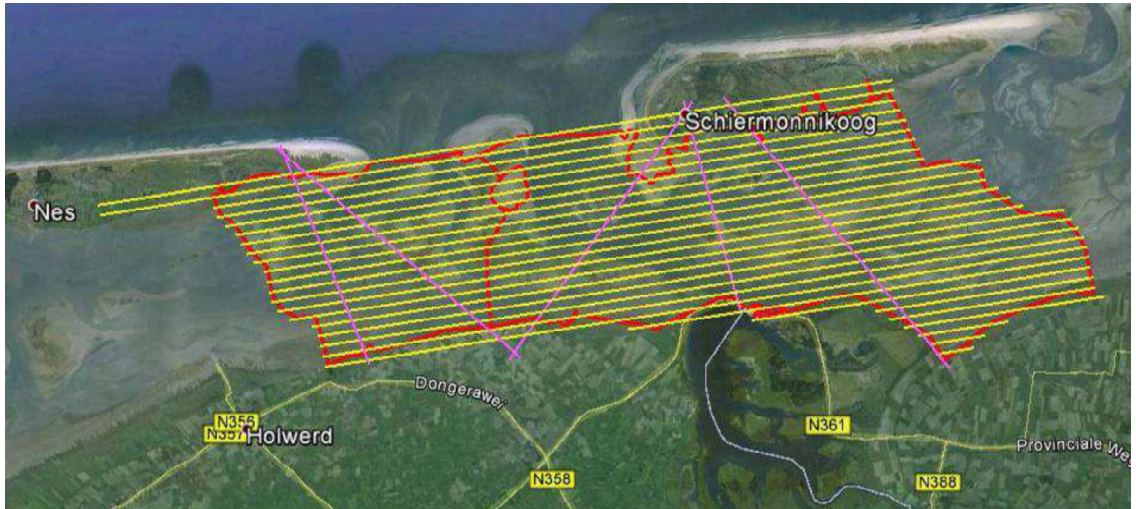 Schiermonnikoog
Nes
Dongerawei
N356
N357
Holwerd
N361
Provinciale We
N358
N388